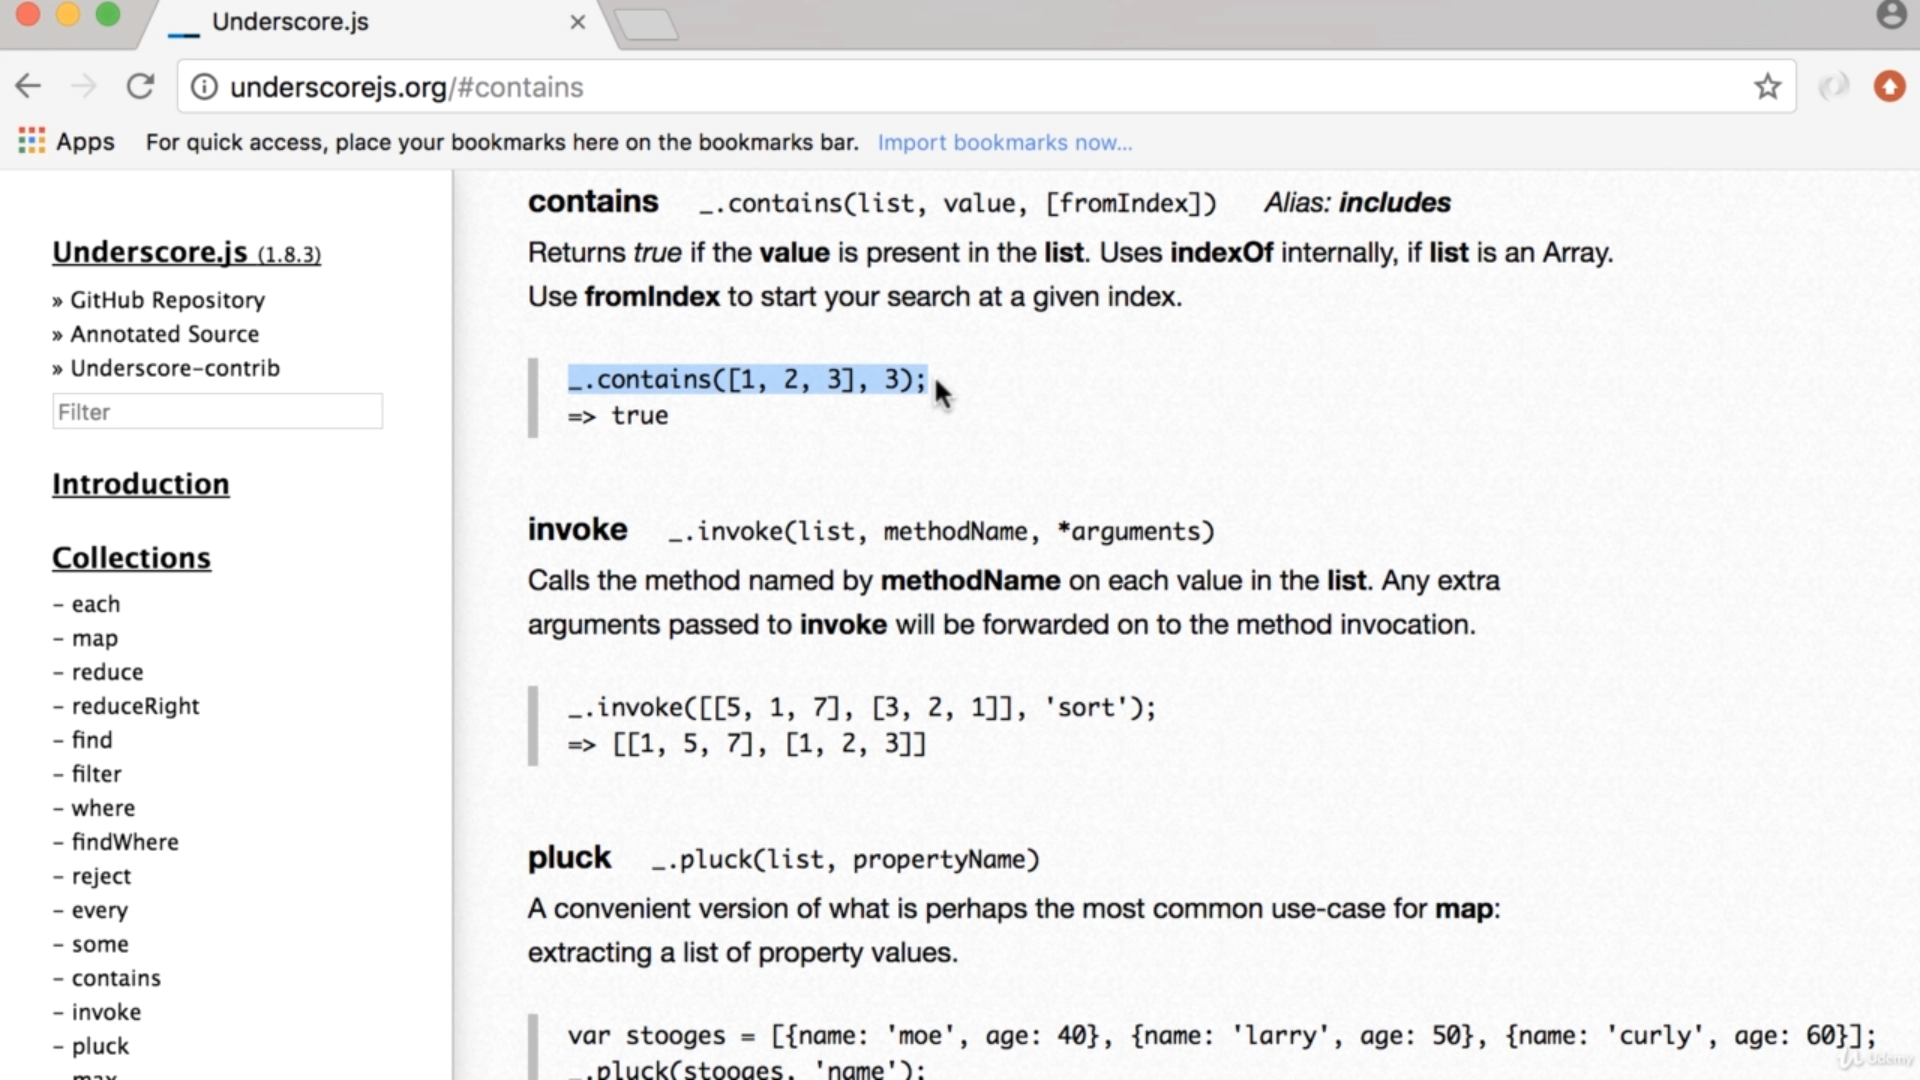 Underscore.js
underscorejs.org/#contains
Apps For quick access, place your bookmarks here on the bookmarks bar. Import bookmarks now...
Underscore.js (1.8.3)
» GitHub Repository
» Annotated Source
» Underscore-contrib
Filter
Introduction
Collections
- each
- map
- reduce
- reduceRight
- find
- filter
- where
- findWhere
- reject
- every
- some
- contains
- invoke
- pluck
- max
contains _.contains(list, value, [fromIndex]) Alias: includes
Returns true if the value is present in the list. Uses indexOf internally, if list is an Array.
Use fromIndex to start your search at a given index.
_.contains([1, 2, 3], 3);
=> true
invoke _.invoke(list, methodName, *arguments)
Calls the method named by methodName on each value in the list. Any extra
arguments passed to invoke will be forwarded on to the method invocation.
_.invoke([[5, 1, 7], [3, 2, 1]], 'sort');
=> [[1, 5, 7], [1, 2, 3]]
pluck _.pluck(list, propertyName)
A convenient version of what is perhaps the most common use-case for map:
extracting a list of property values.
var stooges = [{name: 'moe', age: 40}, {name: 'larry', age: 50}, {name: 'curly', age: 60}];
_.pluck(stooges, 'name');
Udemy